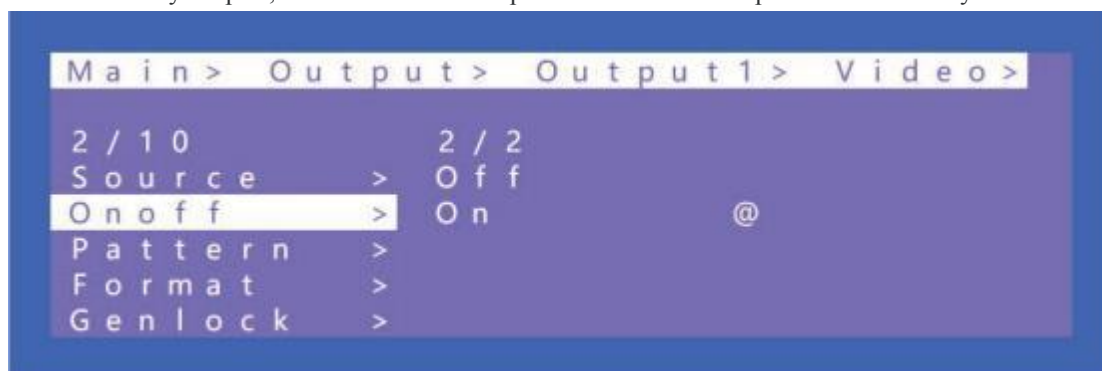 Main> Output> Output1> Video>
2/10 2/2
Source > Off
Onoff > On @
Pattern >
Format >
Genlock >